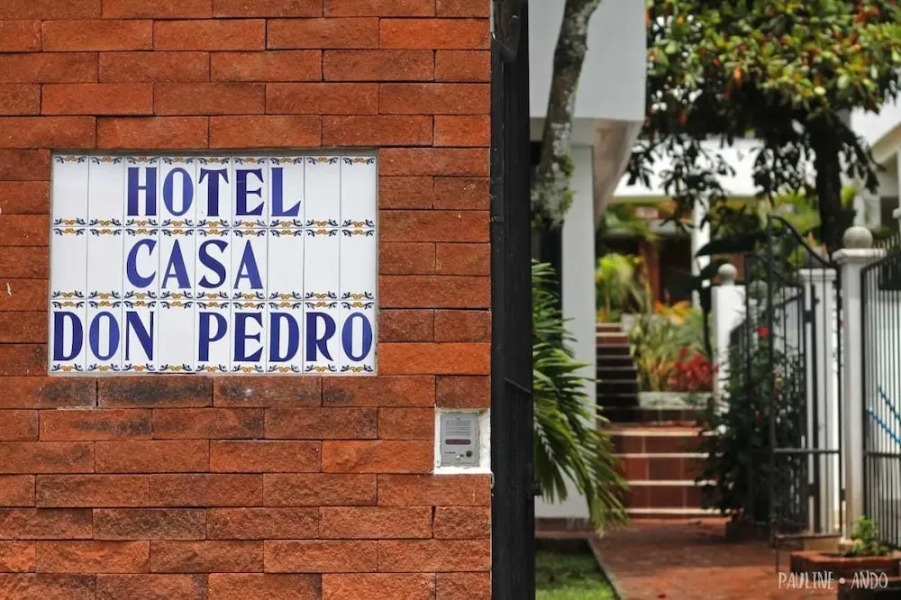 HOTEL
CASA
DON PEDRO
PAULINE • ANDO